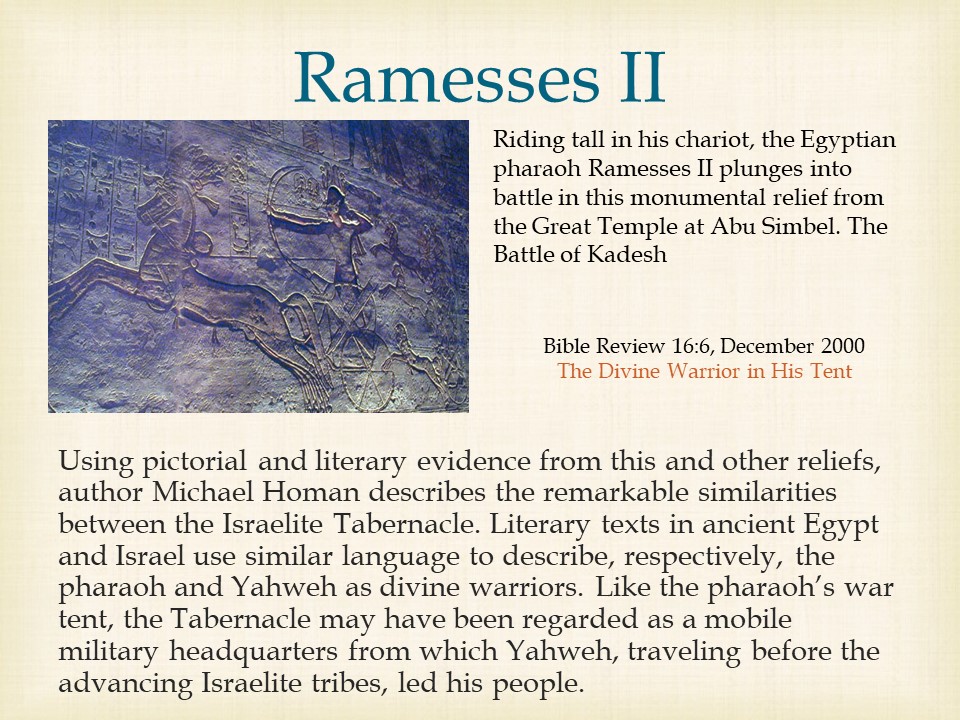 Ramesses II
Riding tall in his chariot, the Egyptian
pharaoh Ramesses II plunges into
battle in this monumental relief from
the Great Temple at Abu Simbel. The
Battle of Kadesh
Bible Review 16:6, December 2000
The Divine Warrior in His Tent
Using pictorial and literary evidence from this and other reliefs,
author Michael Homan describes the remarkable similarities
between the Israelite Tabernacle. Literary texts in ancient Egypt
and Israel use similar language to describe, respectively, the
pharaoh and Yahweh as divine warriors. Like the pharaoh’s war
tent, the Tabernacle may have been regarded as a mobile
military headquarters from which Yahweh, traveling before the
advancing Israelite tribes, led his people.